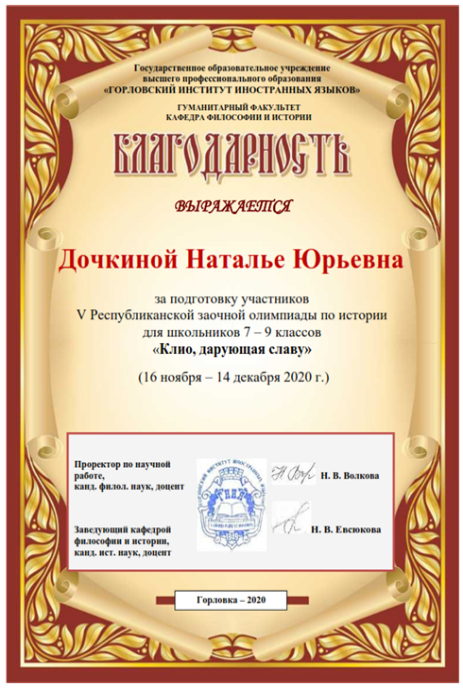 Государственное образовательное учреждение
высшего профессионального образования
«ГОРЛОВСКИЙ ИНСТИТУТ ИНОСТРАННЫХ ЯЗЫКОВ»
ГУМАНИТАРНЫЙ ФАКУЛЬТЕТ
КАФЕДРА ФИЛОСОФИИ И ИСТОРИИ
БЛАГОДАРНОСТЬ
ВЫРАЖАЕТСЯ
Дочкиной Наталье Юрьевна
за подготовку участников
V Республиканской заочной олимпиады по истории
для школьников 7 – 9 классов
«Клио, дарующая славу»
(16 ноября – 14 декабря 2020 г.)
Проректор по научной
работе,
канд. филол. наук, доцент
Н. В. Волкова
Заведующий кафедрой
философии и истории,
канд. ист. наук, доцент
Н. В. Евсюкова
Горловка – 2020